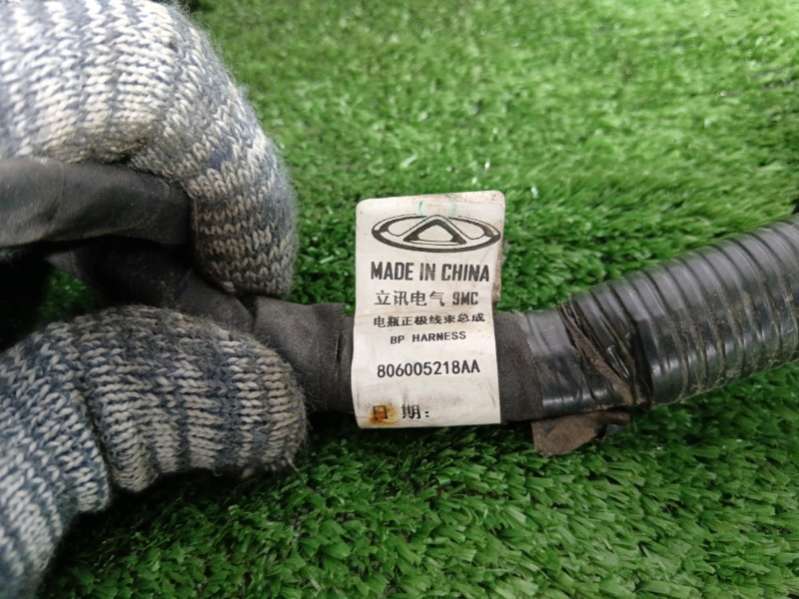 MADE IN CHINA
立讯电气 9MC
电瓶正极线束总成
BP HARNESS
806005218AA
日期: